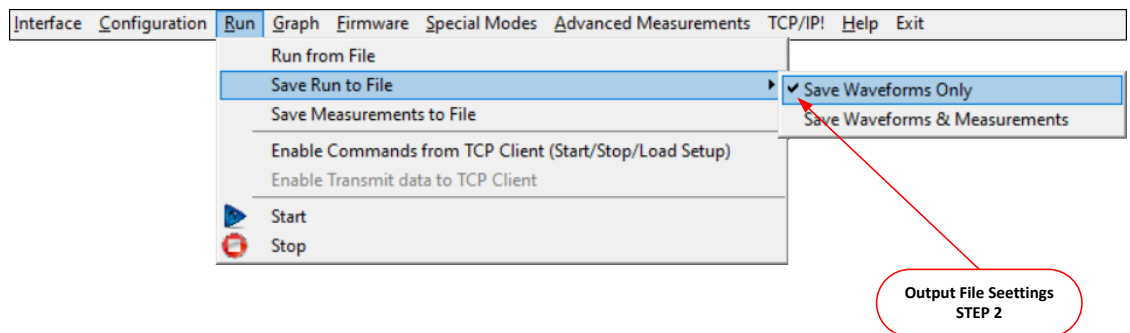 Interface Configuration Run Graph Firmware Special Modes Advanced Measurements TCP/IP! Help Exit
Run from File
Save Run to File
Save Waveforms Only
Save Measurements to File
Save Waveforms & Measurements
Enable Commands from TCP Client (Start/Stop/Load Setup)
Enable Transmit data to TCP Client
Start
Stop
Output File Seettings
STEP 2